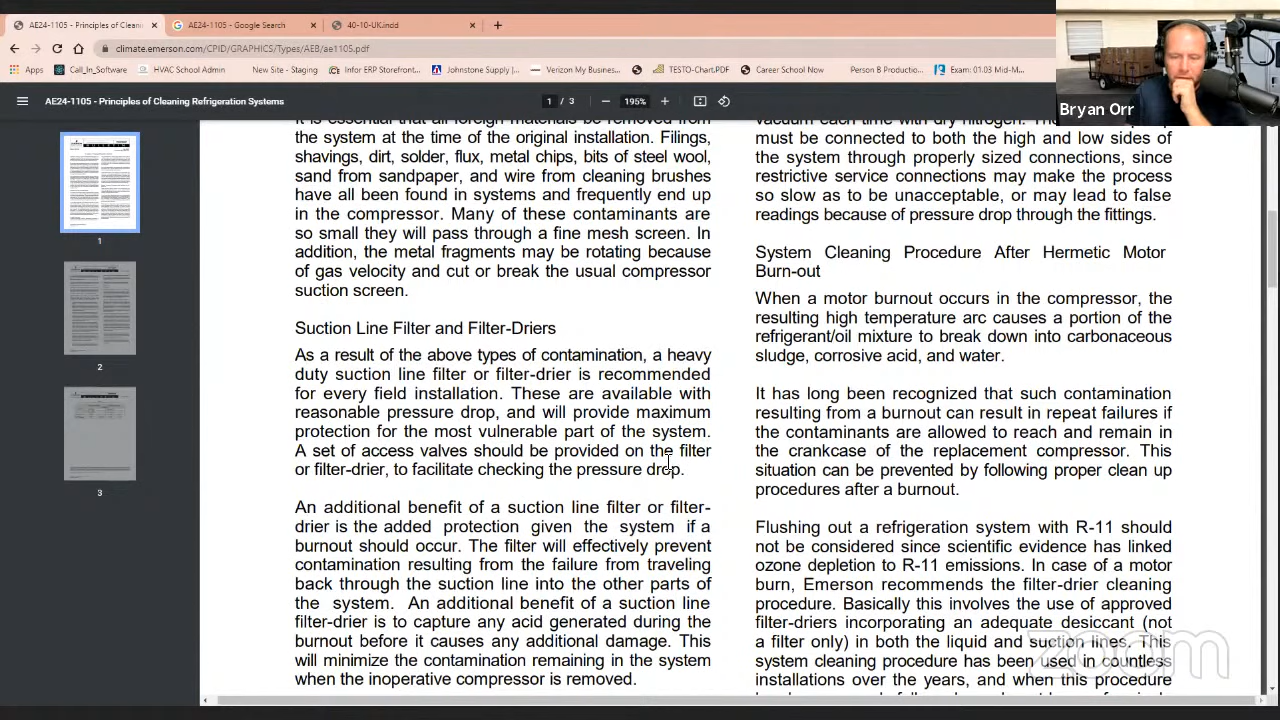 AE24-1105 - Principles of Cleani
AE24-1105 - Google Search
40-10-UK.indd
climate.emerson.com/CPID/GRAPHICS/Types/AEB/ae1105.pdf
Apps
Call_In_Software
HVAC School Admin
New Site - Staging
Infor EF Storefront...
Johnstone Supply |...
Verizon My Busines...
TESTO-Chart.PDF
Career School Now
Person B Productio...
Exam: 01.03 Mid-M...
Bryan Orr
AE24-1105 - Principles of Cleaning Refrigeration Systems
1 / 3
195%
1
2
3
the system at the time of the original installation. Filings,
shavings, dirt, solder, flux, metal chips, bits of steel wool,
sand from sandpaper, and wire from cleaning brushes
have all been found in systems and frequently end up
in the compressor. Many of these contaminants are
so small they will pass through a fine mesh screen. In
addition, the metal fragments may be rotating because
of gas velocity and cut or break the usual compressor
suction screen.
Suction Line Filter and Filter-Driers
As a result of the above types of contamination, a heavy
duty suction line filter or filter-drier is recommended
for every field installation. These are available with
reasonable pressure drop, and will provide maximum
protection for the most vulnerable part of the system.
A set of access valves should be provided on the filter
or filter-drier, to facilitate checking the pressure drop.
An additional benefit of a suction line filter or filter-
drier is the added protection given the system if a
burnout should occur. The filter will effectively prevent
contamination resulting from the failure from traveling
back through the suction line into the other parts of
the system. An additional benefit of a suction line
filter-drier is to capture any acid generated during the
burnout before it causes any additional damage. This
will minimize the contamination remaining in the system
when the inoperative compressor is removed.
must be connected to both the high and low sides of
the system through properly sized connections, since
restrictive service connections may make the process
so slow as to be unacceptable, or may lead to false
readings because of pressure drop through the fittings.
System Cleaning Procedure After Hermetic Motor
Burnout
When a motor burnout occurs in the compressor, the
resulting high temperature arc causes a portion of the
refrigerant/oil mixture to break down into carbonaceous
sludge, corrosive acid, and water.
It has long been recognized that such contamination
resulting from a burnout can result in repeat failures if
the contaminants are allowed to reach and remain in
the crankcase of the replacement compressor. This
situation can be prevented by following proper clean up
procedures after a burnout.
Flushing out a refrigeration system with R-11 should
not be considered since scientific evidence has linked
ozone depletion to R-11 emissions. In case of a motor
burn, Emerson recommends the filter-drier cleaning
procedure. Basically this involves the use of approved
filter-driers incorporating an adequate desiccant (not
a filter only) in both the liquid and suction lines. This
system cleaning procedure has been used in countless
installations over the years, and when this procedure
zoom